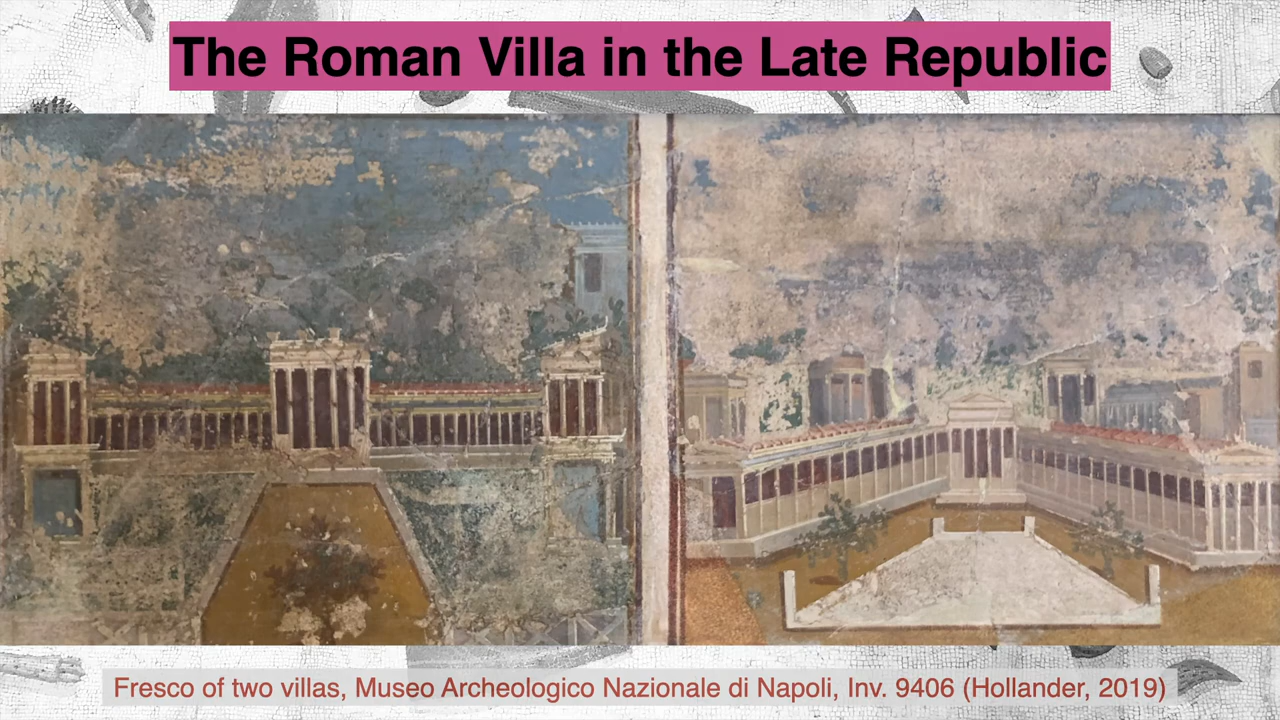 The Roman Villa in the Late Republic
Fresco of two villas, Museo Archeologico Nazionale di Napoli, Inv. 9406 (Hollander, 2019)